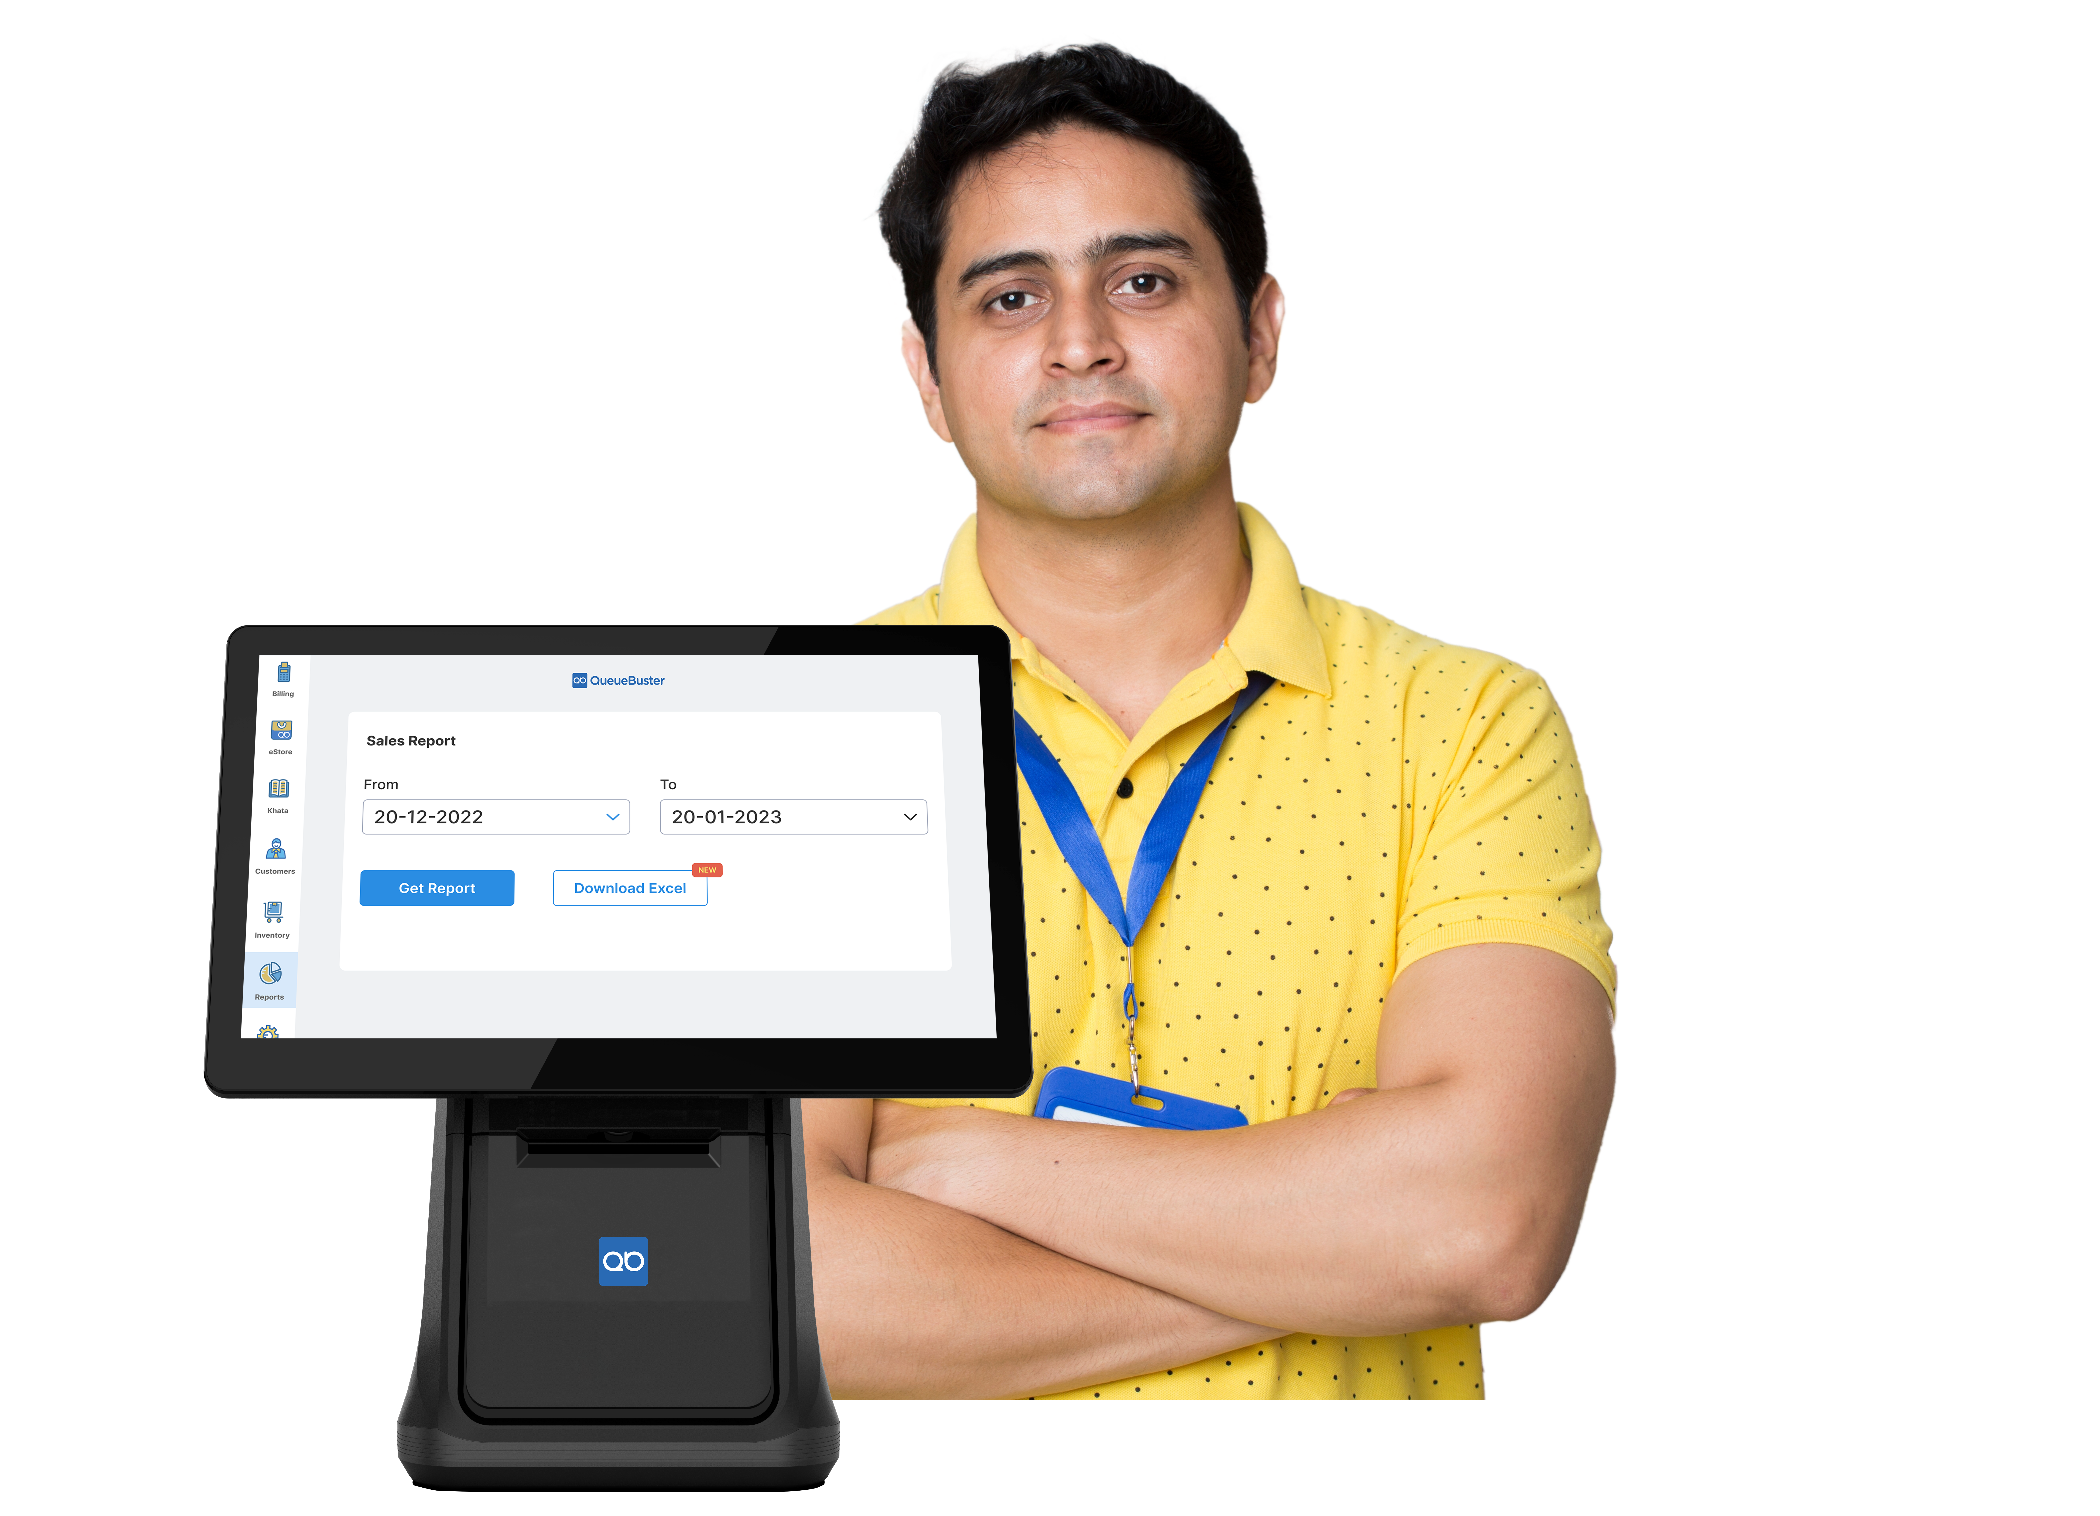 QueueBuster
Billing
eStore
Khata
Customers
Inventory
Reports
Sales Report
From
To
20-12-2022
20-01-2023
Get Report
Download Excel
NEW